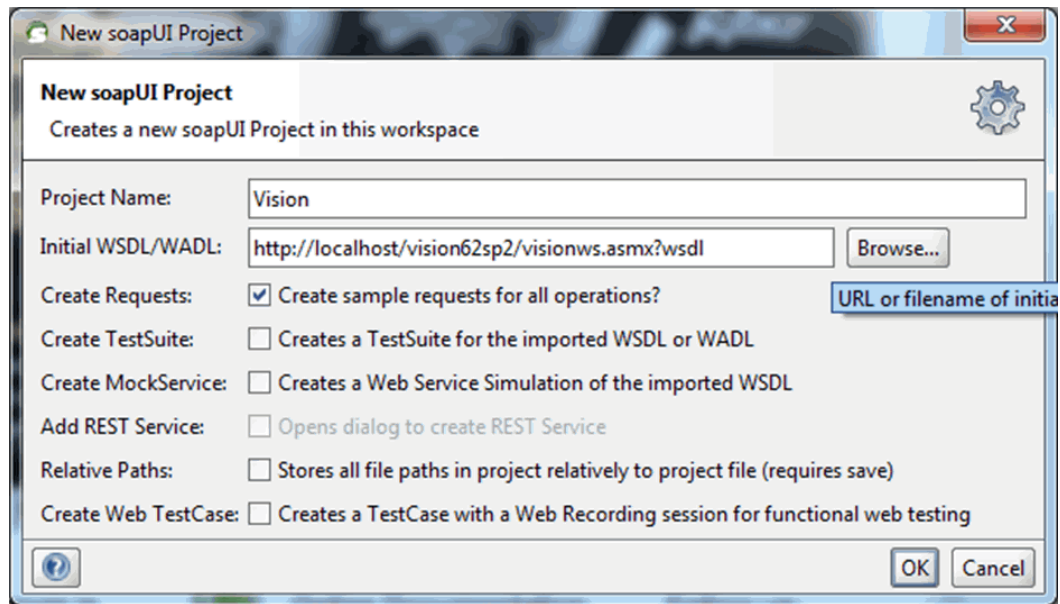 New soapUI Project
New soapUI Project
Creates a new soapUI Project in this workspace
Project Name: Vision
Initial WSDL/WADL: http://localhost/vision62sp2/visionws.asmx?wsdl Browse...
Create Requests: Create sample requests for all operations? URL or filename of initia
Create TestSuite: Creates a TestSuite for the imported WSDL or WADL
Create MockService: Creates a Web Service Simulation of the imported WSDL
Add REST Service: Opens dialog to create REST Service
Relative Paths: Stores all file paths in project relatively to project file (requires save)
Create Web TestCase: Creates a TestCase with a Web Recording session for functional web testing
? OK Cancel